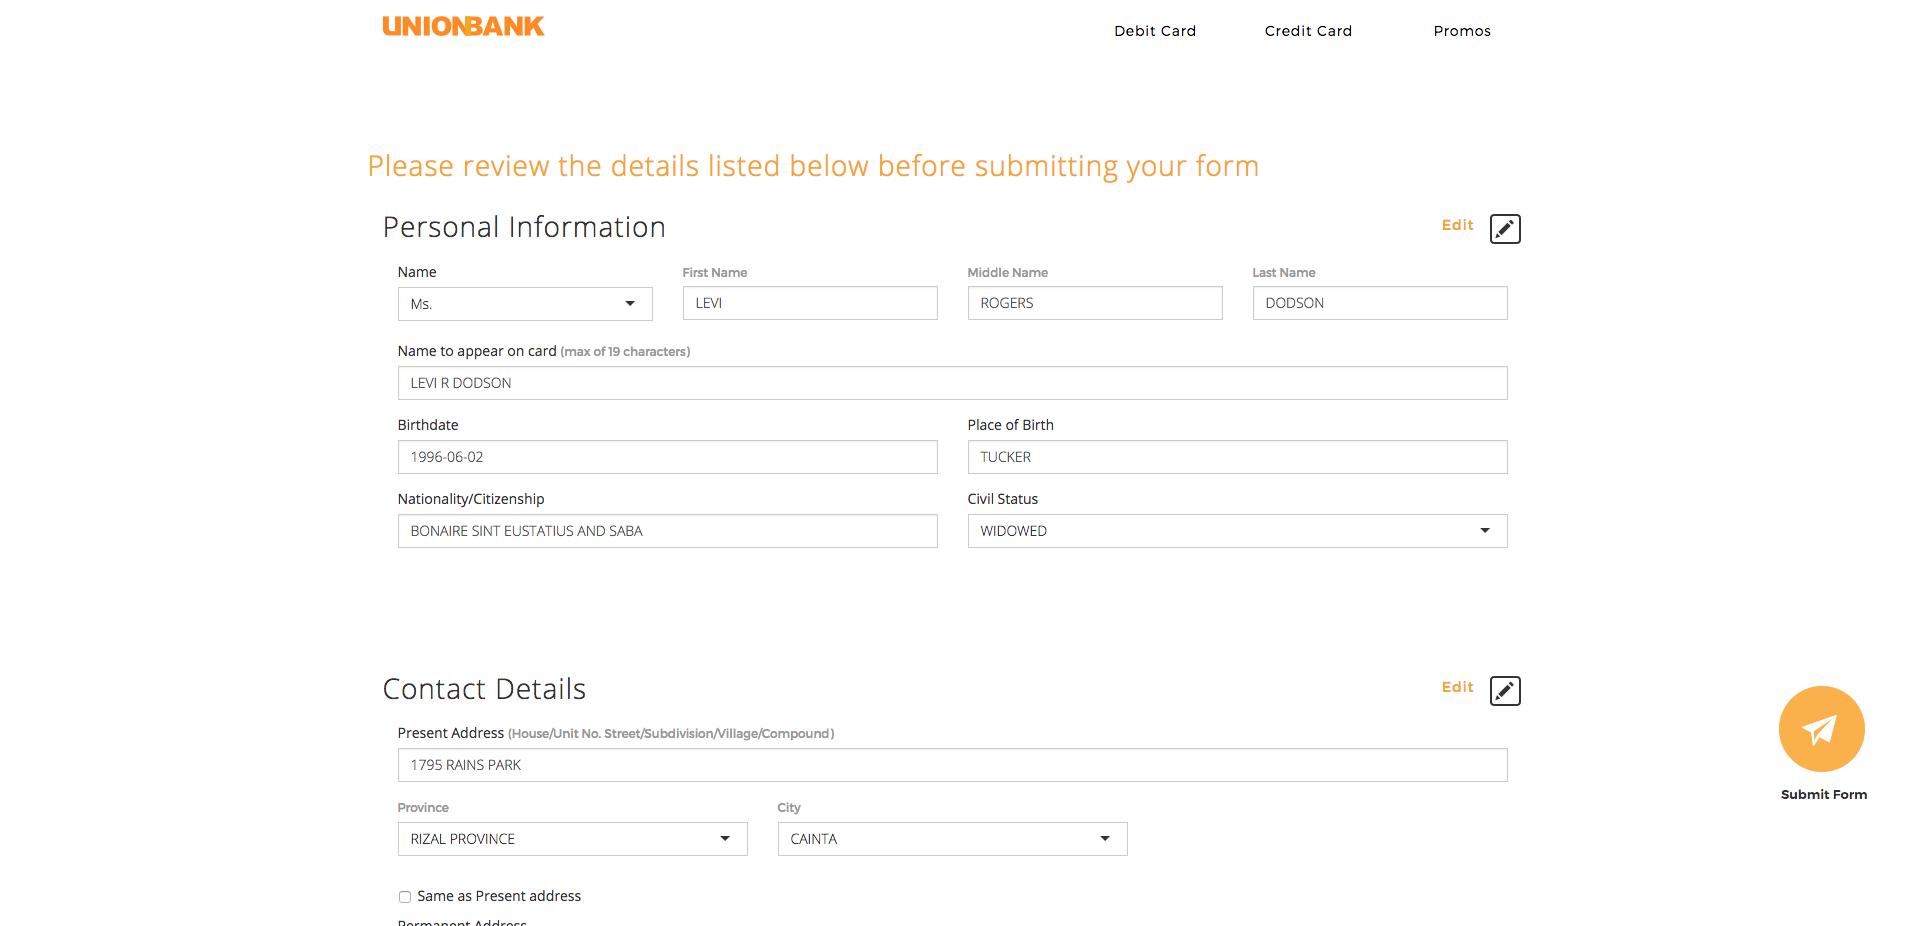 UNIONBANK
Debit Card Credit Card Promos
Please review the details listed below before submitting your form
Personal Information Edit
Name First Name Middle Name Last Name
Ms. LEVI ROGERS DODSON
Name to appear on card (max of 19 characters)
LEVI R DODSON
Birthdate Place of Birth
1996-06-02 TUCKER
Nationality/Citizenship Civil Status
BONAIRE SINT EUSTATIUS AND SABA WIDOWED
Contact Details Edit
Present Address (House/Unit No. Street/Subdivision/Village/Compound)
1795 RAINS PARK
Submit Form
Province City
RIZAL PROVINCE CAINTA
Same as Present address
Permanent Address